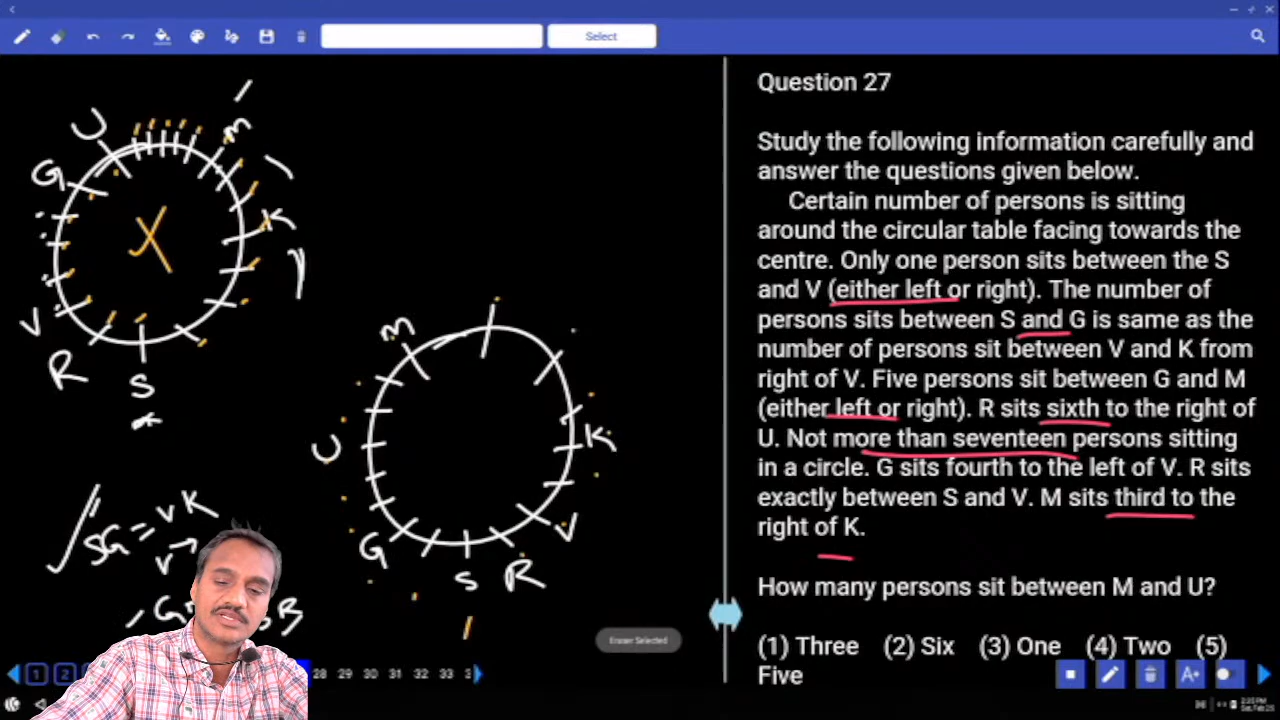 Select
Question 27
Study the following information carefully and
answer the questions given below.
Certain number of persons is sitting
around the circular table facing towards the
centre. Only one person sits between the S
and V (either left or right). The number of
persons sits between S and G is same as the
number of persons sit between V and K from
right of V. Five persons sit between G and M
(either left or right). R sits sixth to the right of
U. Not more than seventeen persons sitting
in a circle. G sits fourth to the left of V. R sits
exactly between S and V. M sits third to the
right of K.
How many persons sit between M and U?
(1) Three (2) Six (3) One (4) Two (5)
Five
U
m
G
K
V
R
S
X
m
U
K
G
V
S
R
SG = VK
V →
Eraser Selected
1
2
28
29
30
31
32
33
A+